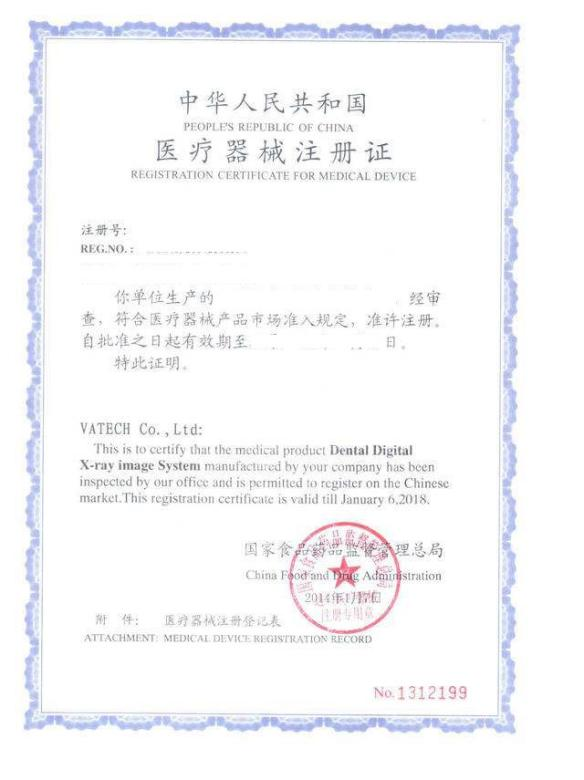 中华人民共和国
PEOPLE'S REPUBLIC OF CHINA
医疗器械注册证
REGISTRATION CERTIFICATE FOR MEDICAL DEVICE
注册号:
REG.NO. :
你单位生产的 经审
查，符合医疗器械产品市场准入规定，准许注册。
自批准之日起有效期至 日。
特此证明。
VATECH Co.,Ltd:
This is to certify that the medical product Dental Digital
X-ray image System manufactured by your company has been
inspected by our office and is permitted to register on the Chinese
market.This registration certificate is valid till January 6,2018.
国家食品药品监督管理总局
China Food and Drug Administration
2014年1月7日
注册专用章
附 件: 医疗器械注册登记表
ATTACHMENT: MEDICAL DEVICE REGISTRATION RECORD
No.1312199